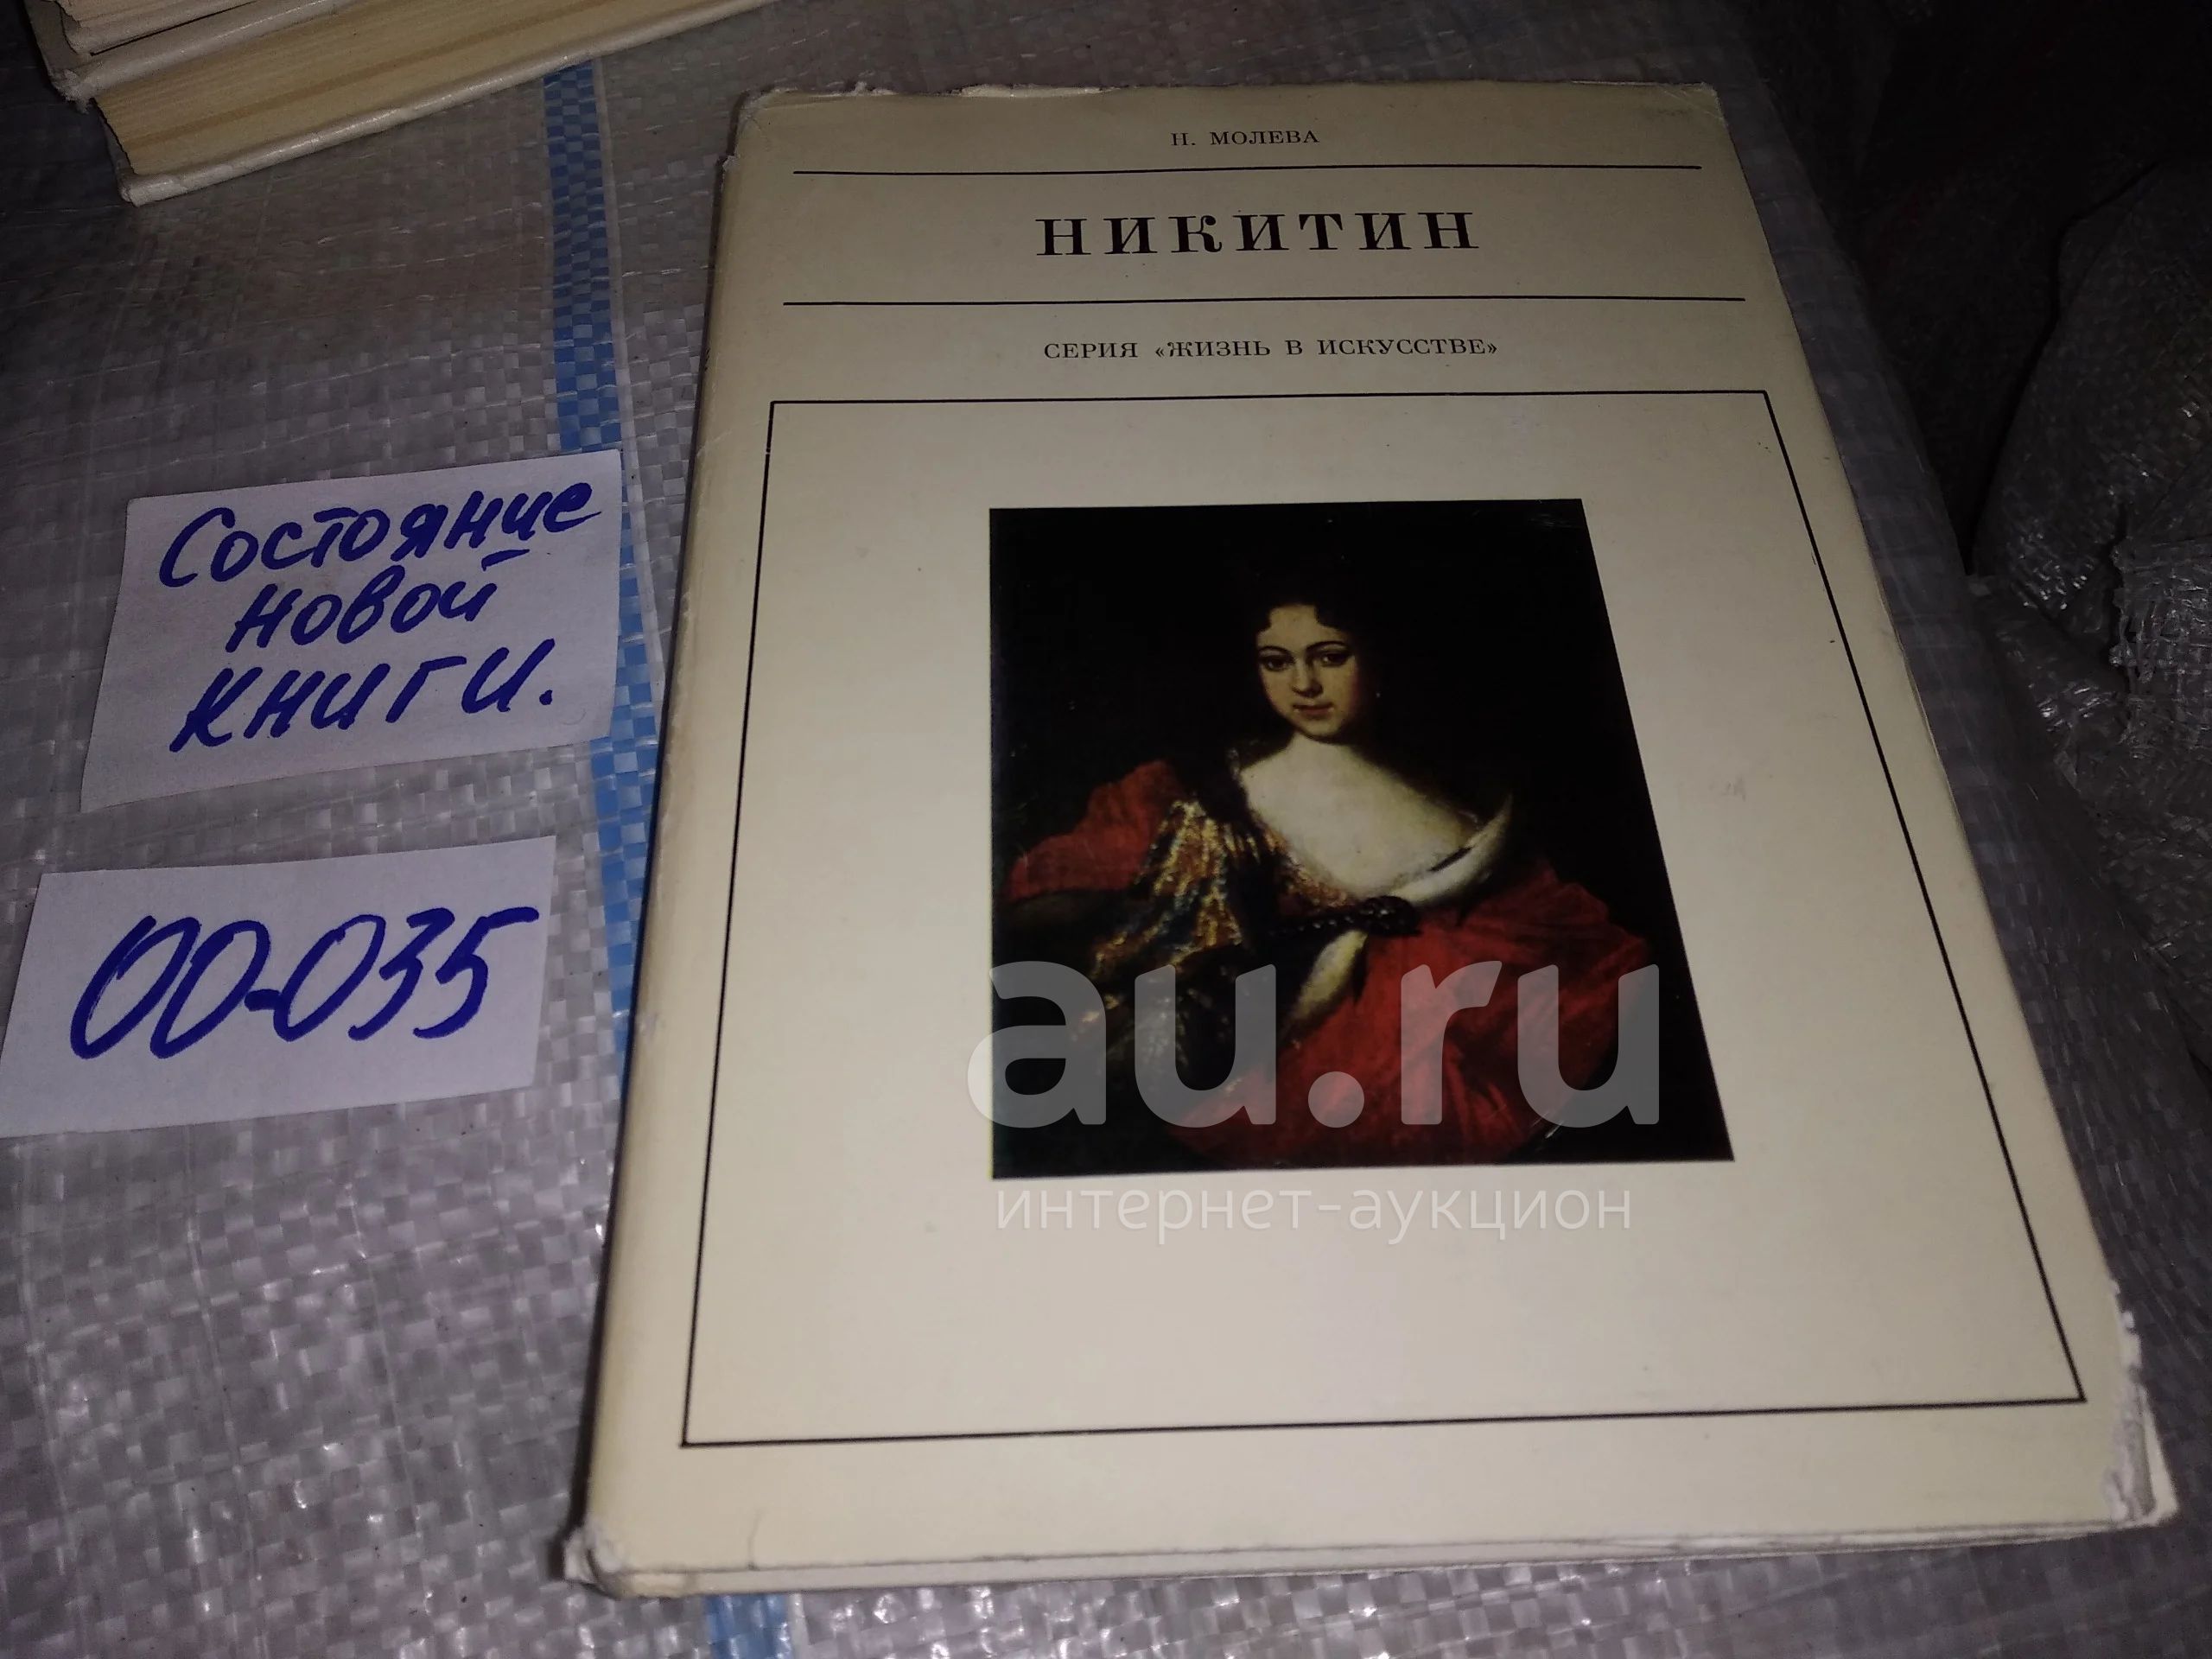 Н. МОЛЕВА
НИКИТИН
СЕРИЯ «ЖИЗНЬ В ИСКУССТВЕ»
Состояние
новой
книги.
00-035
au.ru
интернет-аукцион